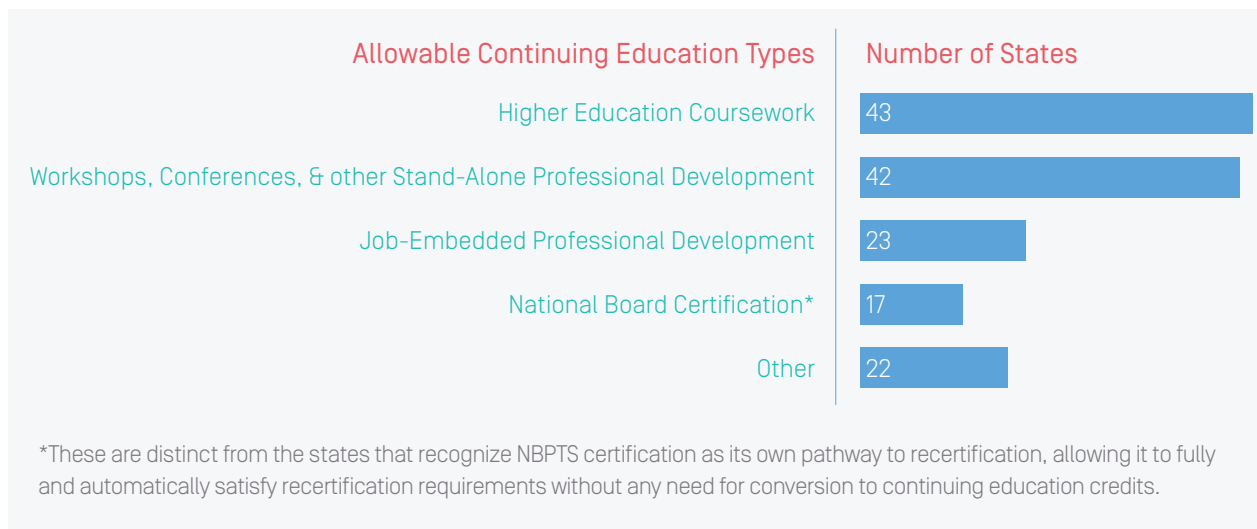 Allowable Continuing Education Types Number of States
Higher Education Coursework 43
Workshops, Conferences, & other Stand-Alone Professional Development 42
Job-Embedded Professional Development 23
National Board Certification* 17
Other 22
*These are distinct from the states that recognize NBPTS certification as its own pathway to recertification, allowing it to fully
and automatically satisfy recertification requirements without any need for conversion to continuing education credits.